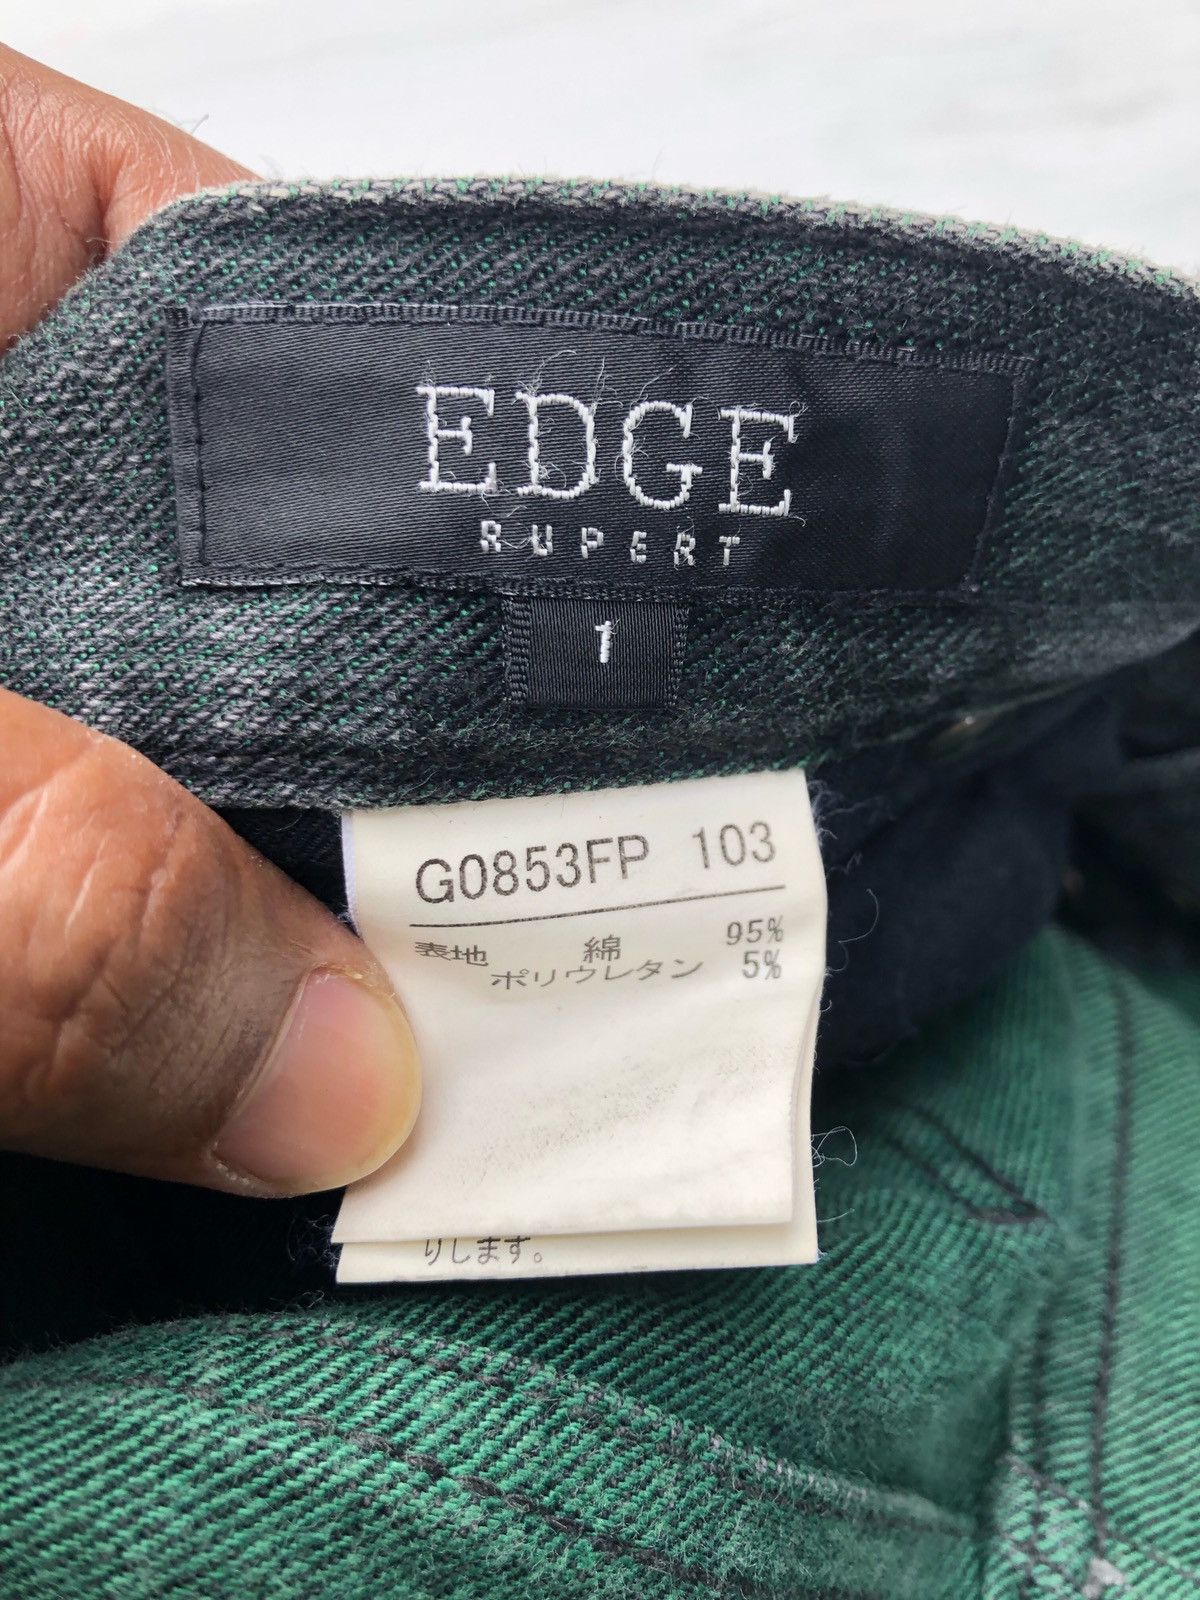 EDGE
RUPERT
1
G0853FP 103
表地 綿 95%
ポリウレタン 5%
りします。